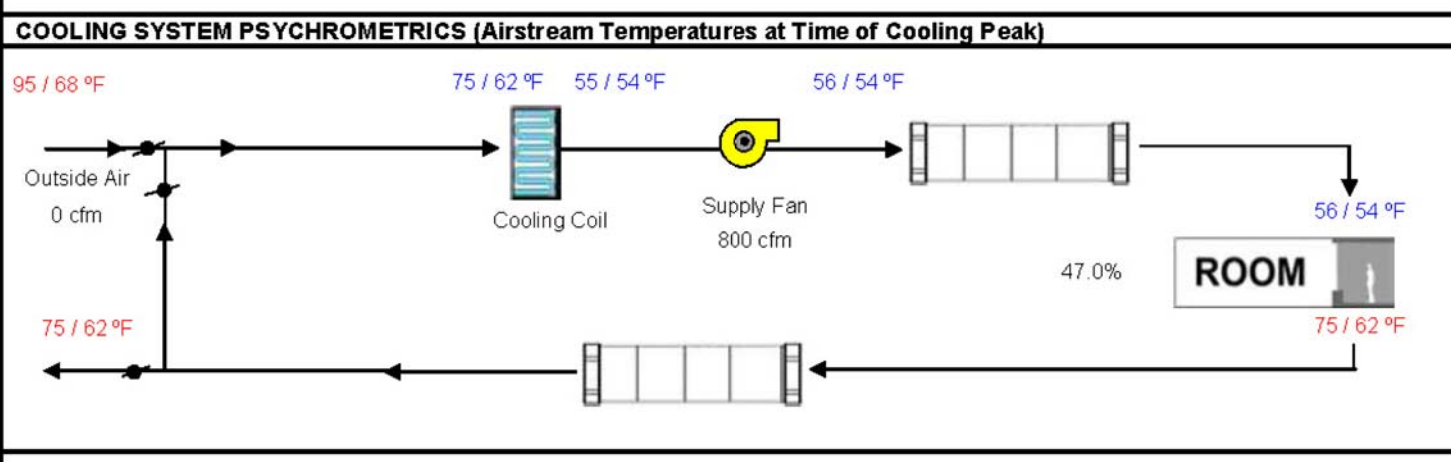 COOLING SYSTEM PSYCHROMETRICS (Airstream Temperatures at Time of Cooling Peak)
95 / 68 ºF
75 / 62 ºF
55 / 54 ºF
56 / 54 ºF
Outside Air
0 cfm
Cooling Coil
Supply Fan
800 cfm
56 / 54 ºF
47.0%
ROOM
75 / 62 ºF
75 / 62 ºF